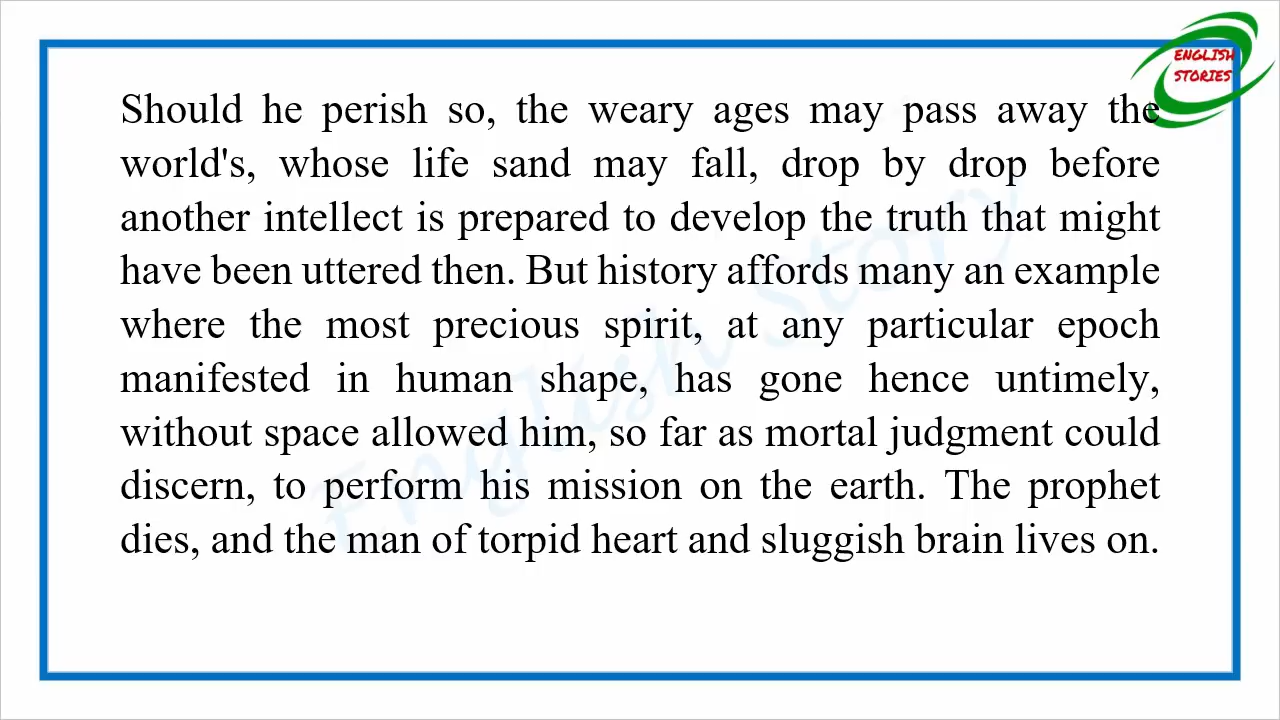 ENGLISH
STORIES
Should he perish so, the weary ages may pass away the
world's, whose life sand may fall, drop by drop before
another intellect is prepared to develop the truth that might
have been uttered then. But history affords many an example
where the most precious spirit, at any particular epoch
manifested in human shape, has gone hence untimely,
without space allowed him, so far as mortal judgment could
discern, to perform his mission on the earth. The prophet
dies, and the man of torpid heart and sluggish brain lives on.
English Story